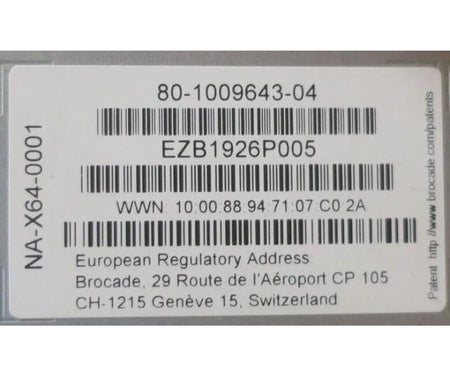 80-1009643-04
EZB1926P005
WWN: 10:00:88:94:71:07:C0:2A
European Regulatory Address
Brocade, 29 Route de l'Aéroport CP 105
CH-1215 Genève 15, Switzerland
NA-X64-0001
Patent: http://www.brocade.com/patents